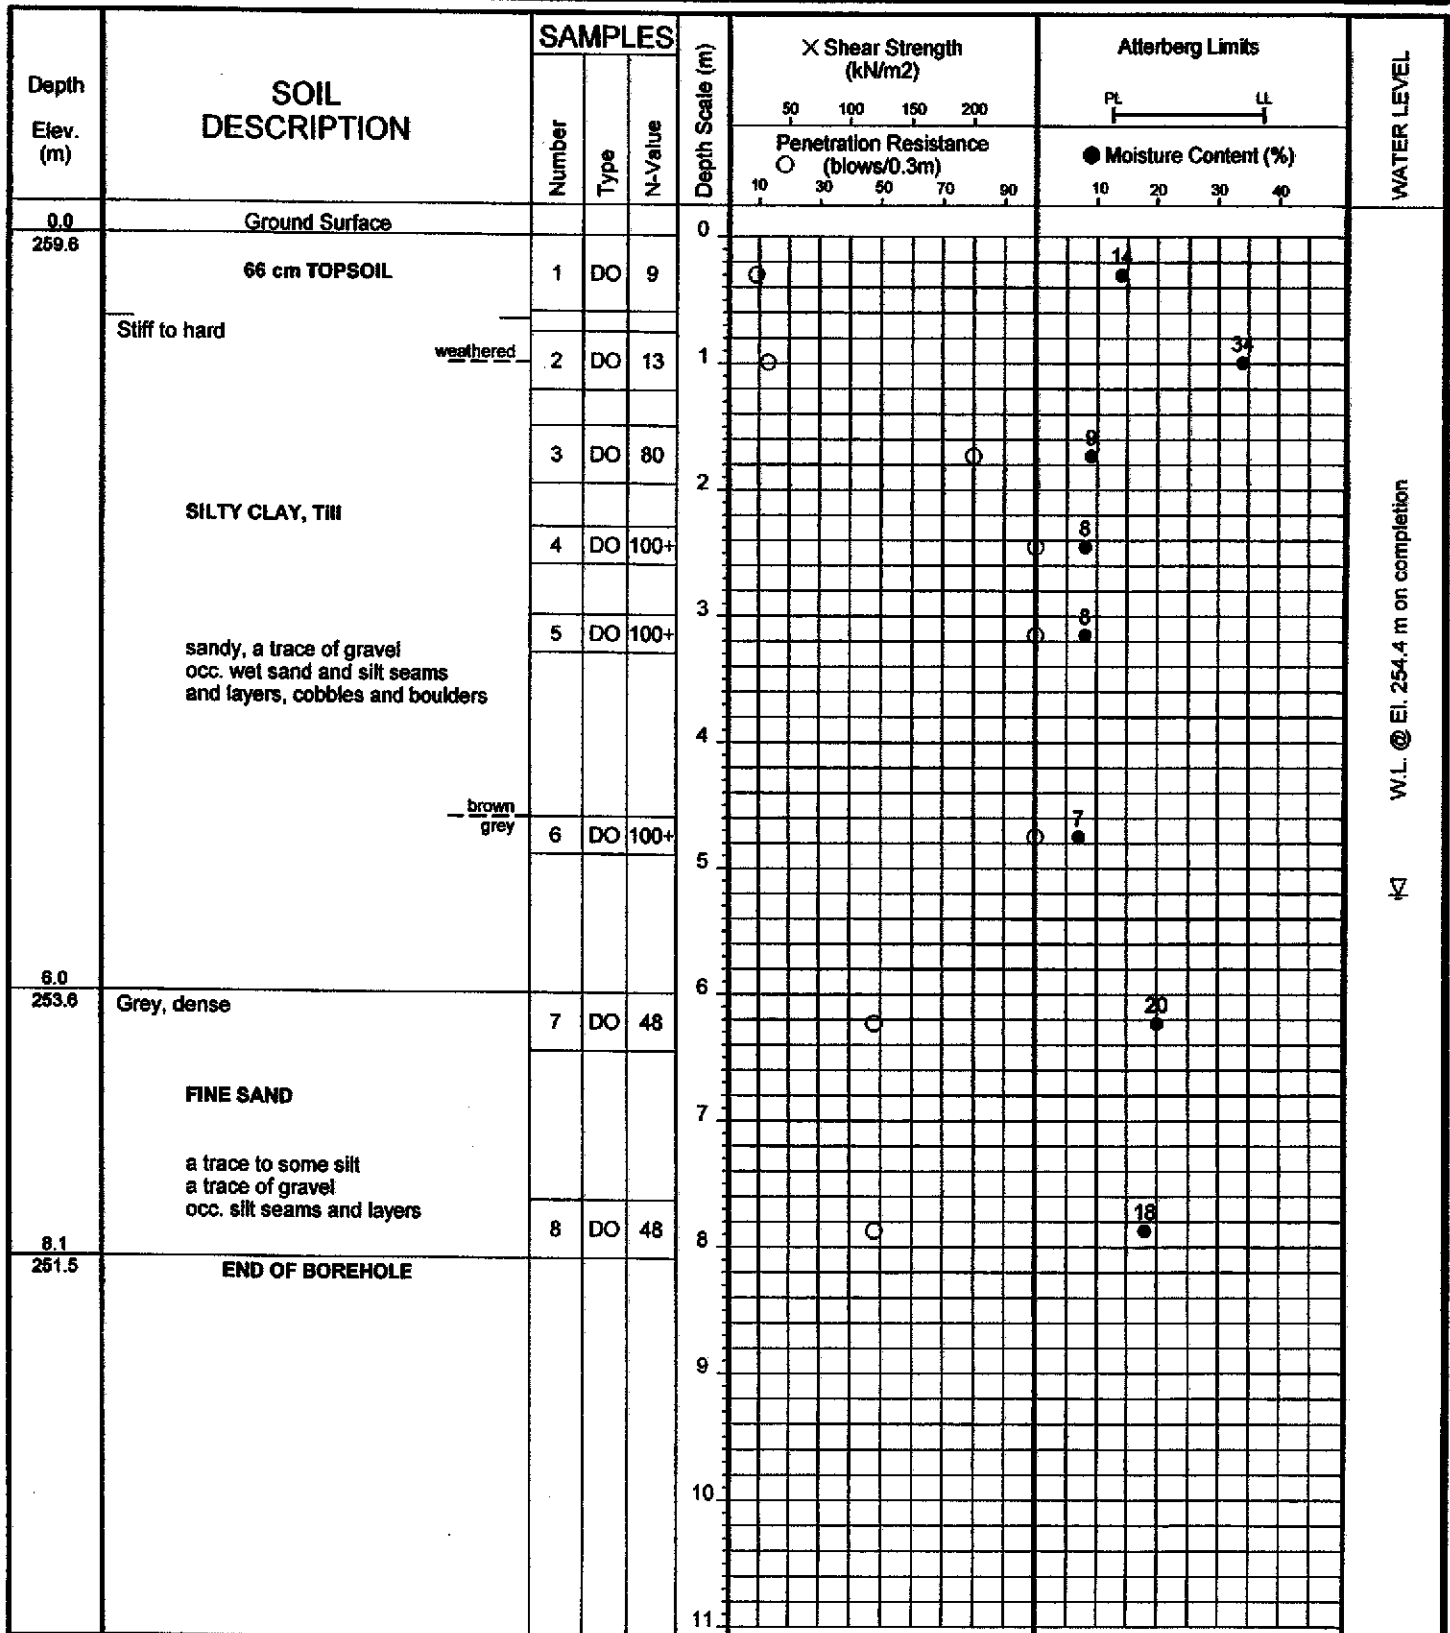 Depth
Elev.
(m)
SOIL
DESCRIPTION
SAMPLES
Number
Type
N-Value
Depth Scale (m)
X Shear Strength
(kN/m2)
50 100 150 200
Penetration Resistance
(blows/0.3m)
10 30 50 70 90
Atterberg Limits
PL LL
Moisture Content (%)
10 20 30 40
WATER LEVEL
0.0
259.6
Ground Surface
0
66 cm TOPSOIL
1 DO 9
14
Stiff to hard
weathered
2 DO 13
1
34
3 DO 80
9
2
SILTY CLAY, Till
4 DO 100+
8
3
5 DO 100+
8
sandy, a trace of gravel
occ. wet sand and silt seams
and layers, cobbles and boulders
4
brown
grey
6 DO 100+
7
5
W.L. @ El. 254.4 m on completion
6.0
253.6
6
Grey, dense
7 DO 48
20
FINE SAND
7
a trace to some silt
a trace of gravel
occ. silt seams and layers
8 DO 48
18
8
8.1
251.5
END OF BOREHOLE
9
10
11